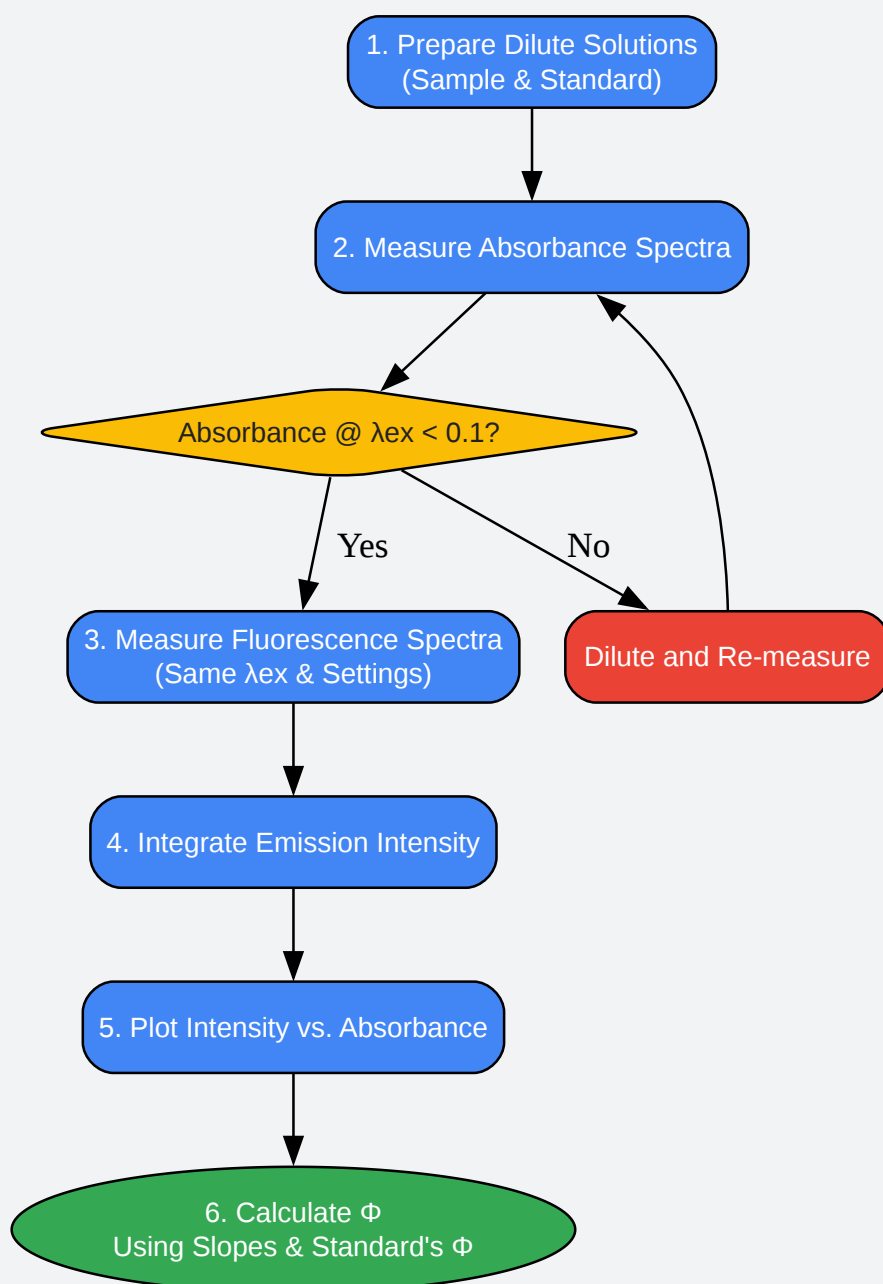 1. Prepare Dilute Solutions
(Sample & Standard)
2. Measure Absorbance Spectra
Absorbance @ λex < 0.1?
Yes
No
3. Measure Fluorescence Spectra
(Same λex & Settings)
Dilute and Re-measure
4. Integrate Emission Intensity
5. Plot Intensity vs. Absorbance
6. Calculate Φ
Using Slopes & Standard's Φ